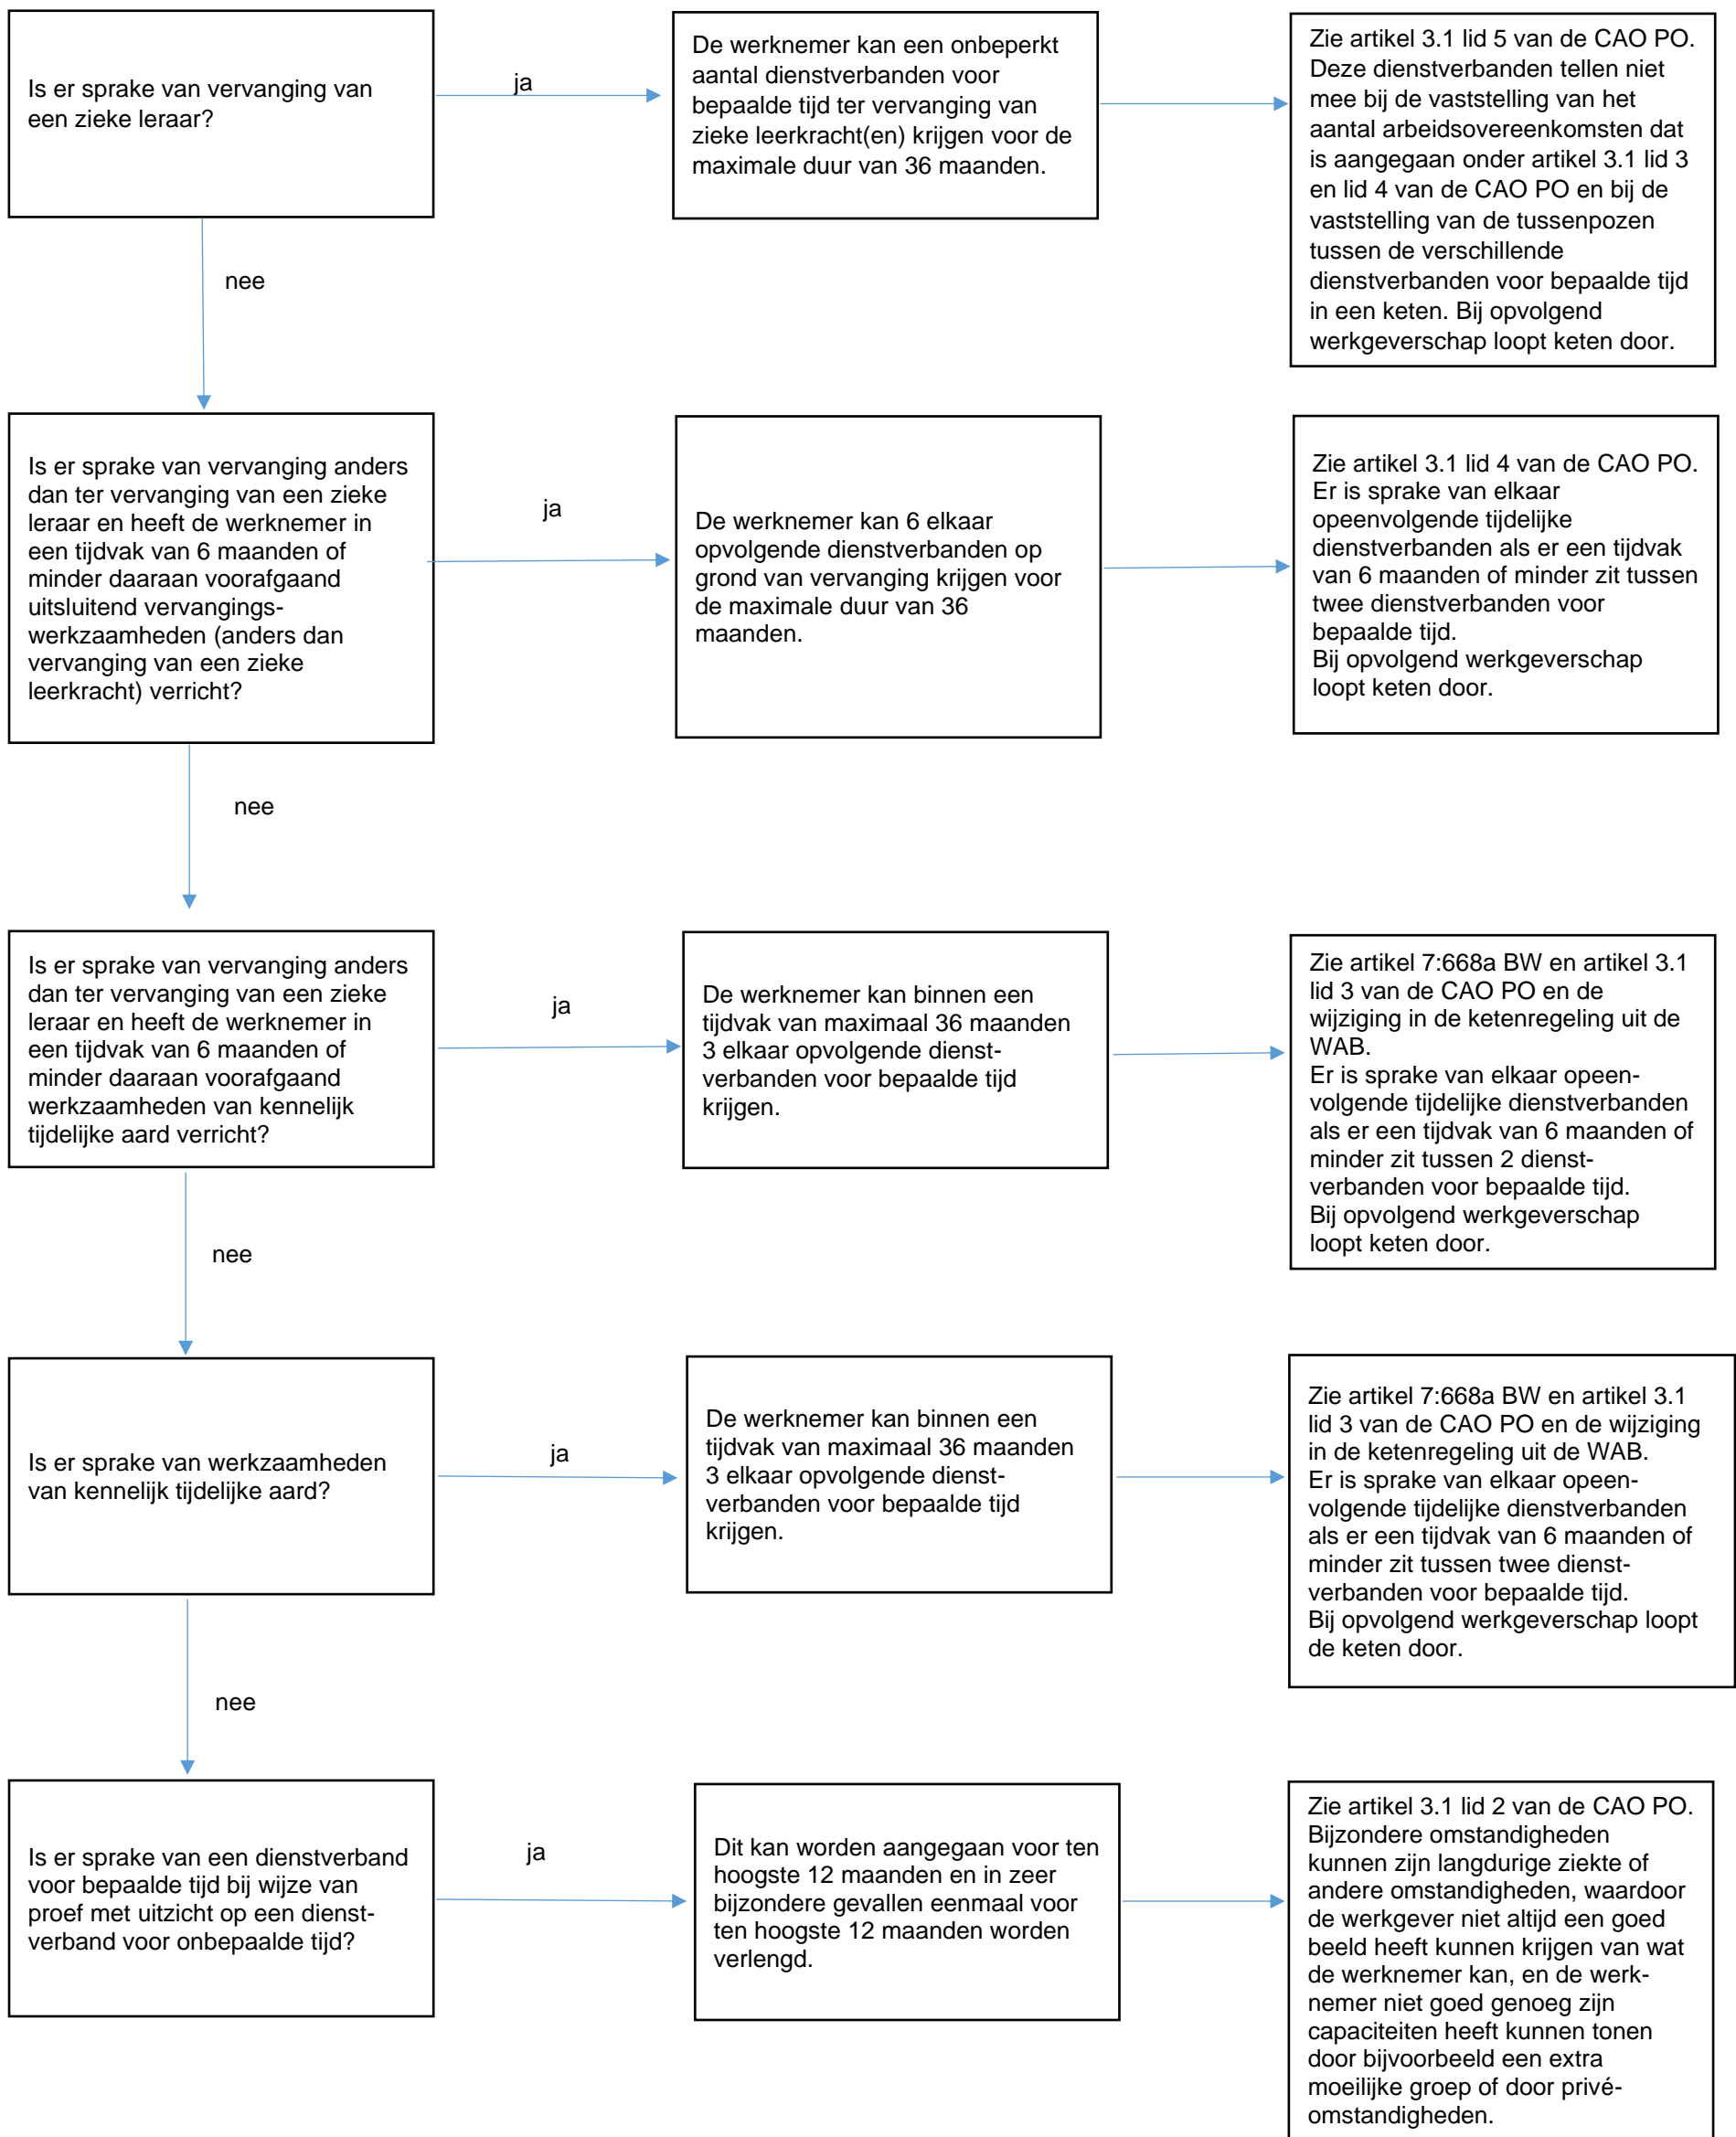 Is er sprake van vervanging van
een zieke leraar?
ja
De werknemer kan een onbeperkt
aantal dienstverbanden voor
bepaalde tijd ter vervanging van
zieke leerkracht(en) krijgen voor de
maximale duur van 36 maanden.
Zie artikel 3.1 lid 5 van de CAO PO.
Deze dienstverbanden tellen niet
mee bij de vaststelling van het
aantal arbeidsovereenkomsten dat
is aangegaan onder artikel 3.1 lid 3
en lid 4 van de CAO PO en bij de
vaststelling van de tussenpozen
tussen de verschillende
dienstverbanden voor bepaalde tijd
in een keten. Bij opvolgend
werkgeverschap loopt keten door.
nee
Is er sprake van vervanging anders
dan ter vervanging van een zieke
leraar en heeft de werknemer in
een tijdvak van 6 maanden of
minder daaraan voorafgaand
uitsluitend vervangings-
werkzaamheden (anders dan
vervanging van een zieke
leerkracht) verricht?
ja
De werknemer kan 6 elkaar
opvolgende dienstverbanden op
grond van vervanging krijgen voor
de maximale duur van 36
maanden.
Zie artikel 3.1 lid 4 van de CAO PO.
Er is sprake van elkaar
opeenvolgende tijdelijke
dienstverbanden als er een tijdvak
van 6 maanden of minder zit tussen
twee dienstverbanden voor
bepaalde tijd.
Bij opvolgend werkgeverschap
loopt keten door.
nee
Is er sprake van vervanging anders
dan ter vervanging van een zieke
leraar en heeft de werknemer in
een tijdvak van 6 maanden of
minder daaraan voorafgaand
werkzaamheden van kennelijk
tijdelijke aard verricht?
ja
De werknemer kan binnen een
tijdvak van maximaal 36 maanden
3 elkaar opvolgende dienst-
verbanden voor bepaalde tijd
krijgen.
Zie artikel 7:668a BW en artikel 3.1
lid 3 van de CAO PO en de
wijziging in de ketenregeling uit de
WAB.
Er is sprake van elkaar opeen-
volgende tijdelijke dienstverbanden
als er een tijdvak van 6 maanden of
minder zit tussen 2 dienst-
verbanden voor bepaalde tijd.
Bij opvolgend werkgeverschap
loopt keten door.
nee
Is er sprake van werkzaamheden
van kennelijk tijdelijke aard?
ja
De werknemer kan binnen een
tijdvak van maximaal 36 maanden
3 elkaar opvolgende dienst-
verbanden voor bepaalde tijd
krijgen.
Zie artikel 7:668a BW en artikel 3.1
lid 3 van de CAO PO en de wijziging
in de ketenregeling uit de WAB.
Er is sprake van elkaar opeen-
volgende tijdelijke dienstverbanden
als er een tijdvak van 6 maanden of
minder zit tussen twee dienst-
verbanden voor bepaalde tijd.
Bij opvolgend werkgeverschap loopt
de keten door.
nee
Is er sprake van een dienstverband
voor bepaalde tijd bij wijze van
proef met uitzicht op een dienst-
verband voor onbepaalde tijd?
ja
Dit kan worden aangegaan voor ten
hoogste 12 maanden en in zeer
bijzondere gevallen eenmaal voor
ten hoogste 12 maanden worden
verlengd.
Zie artikel 3.1 lid 2 van de CAO PO.
Bijzondere omstandigheden
kunnen zijn langdurige ziekte of
andere omstandigheden, waardoor
de werkgever niet altijd een goed
beeld heeft kunnen krijgen van wat
de werknemer kan, en de werk-
nemer niet goed genoeg zijn
capaciteiten heeft kunnen tonen
door bijvoorbeeld een extra
moeilijke groep of door privé-
omstandigheden.